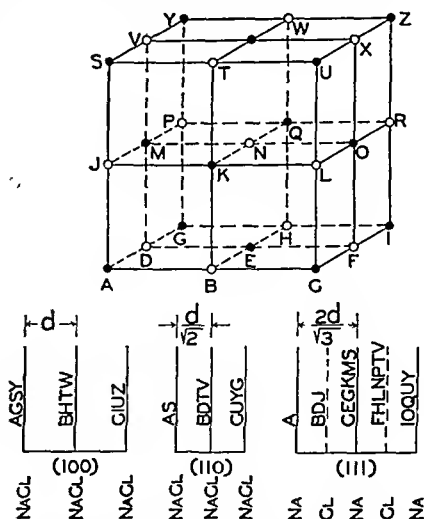 Y W Z
V X
S T U
P Q R
M N O
J K L
G H I
D E F
A B C
d
d
√2
2d
√3
AGSY BHTW CIUZ
AS BDTV CUYG
A BDJ CEGKMS FHLNPTV IOQUY
(100) (110) (111)
NACL NACL NACL NACL NACL NACL NA CL NA CL NA